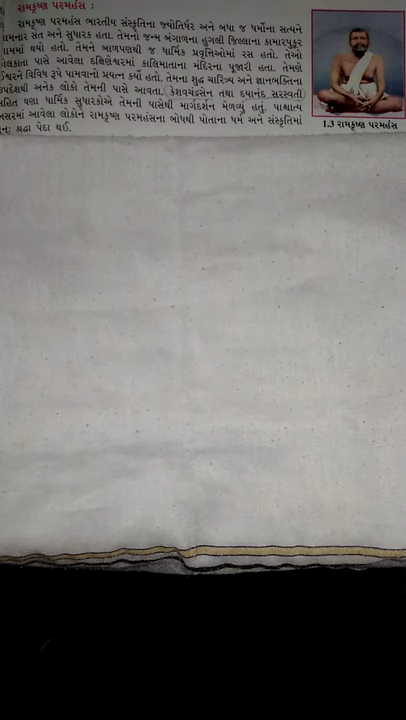 રામકૃષ્ણ પરમહંસ :
રામકૃષ્ણ પરમહંસ ભારતીય સંસ્કૃતિના જ્યોતિર્ધર અને બધા જ ધર્મોના સત્યને
પામનાર સંત અને સુધારક હતા. તેમનો જન્મ બંગાળના હુગલી જિલ્લાના કામારપુકુર
ગામમાં થયો હતો. તેમને બાળપણથી જ ધાર્મિક પ્રવૃત્તિઓમાં રસ હતો. તેઓ
કોલકાતા પાસે આવેલા દક્ષિણેશ્વરમાં કાલિમાતાના મંદિરના પૂજારી હતા. તેમણે
ઈશ્વરને વિવિધ રૂપે પામવાનો પ્રયત્ન કર્યો હતો. તેમના શુદ્ધ ચારિત્ર્ય અને જ્ઞાનભક્તિના
ઉપદેશથી અનેક લોકો તેમની પાસે આવતા. (કેશવચંદ્રસેન તથા દયાનંદ સરસ્વતી)
સહિત ઘણા ધાર્મિક સુધારકોએ તેમની પાસેથી માર્ગદર્શન મેળવ્યું હતું. પાશ્ચાત્ય
અસરમાં આવેલા લોકોને રામકૃષ્ણ પરમહંસના બોધથી પોતાના ધર્મ અને સંસ્કૃતિમાં
પુનઃ શ્રદ્ધા પેદા થઈ.
1.3 રામકૃષ્ણ પરમહંસ